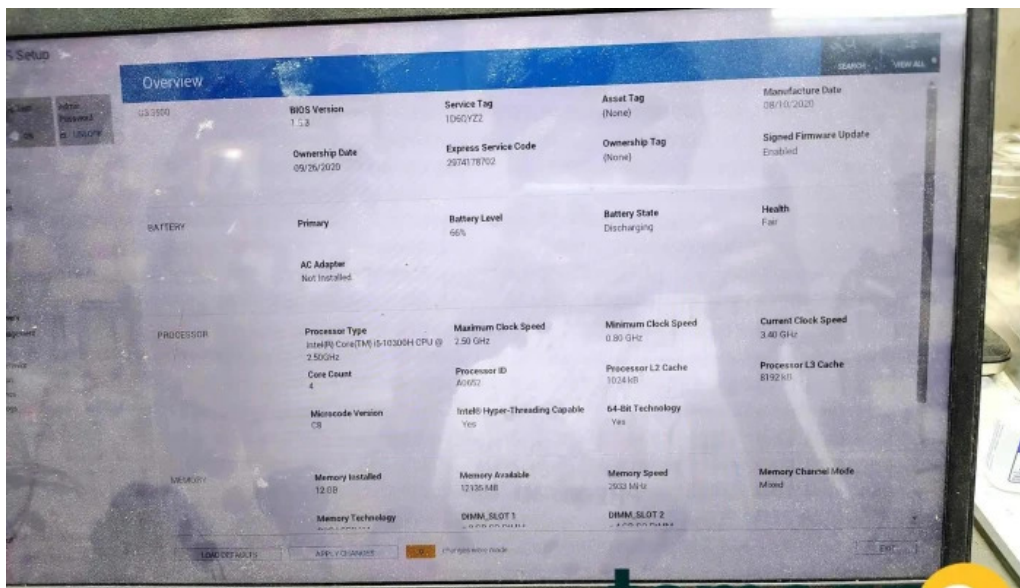 S Setup
Overview
SEARCH
VIEW ALL
Admin
Password
G3 3500
BIOS Version
1.5.3
Service Tag
1D6QYZ2
Asset Tag
(None)
Manufacture Date
08/10/2020
Ownership Date
09/26/2020
Express Service Code
2974178702
Ownership Tag
(None)
Signed Firmware Update
Enabled
BATTERY
Primary
Battery Level
66%
Battery State
Discharging
Health
Fair
AC Adapter
Not Installed
PROCESSOR
Processor Type
Intel(R) Core(TM) i5-10300H CPU @
2.50GHz
Maximum Clock Speed
2.50 GHz
Minimum Clock Speed
0.80 GHz
Current Clock Speed
3.40 GHz
Core Count
4
Processor ID
A0652
Processor L2 Cache
1024 kB
Processor L3 Cache
8192 kB
Microcode Version
C8
Intel® Hyper-Threading Capable
Yes
64-Bit Technology
Yes
MEMORY
Memory Installed
12 GB
Memory Available
12135 MB
Memory Speed
2933 MHz
Memory Channel Mode
Mixed
Memory Technology
DIMM_SLOT 1
DIMM_SLOT 2
LOAD DEFAULTS
APPLY CHANGES
0
changes were made
EXIT